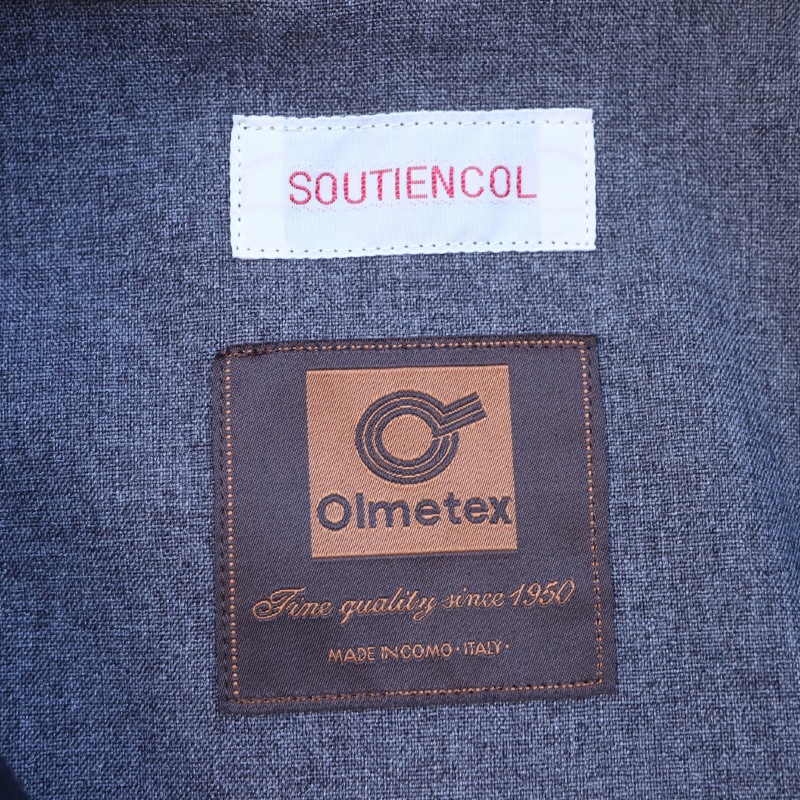 SOUTIENCOL
Olmetex
Fine quality since 1950
MADE IN COMO · ITALY ·